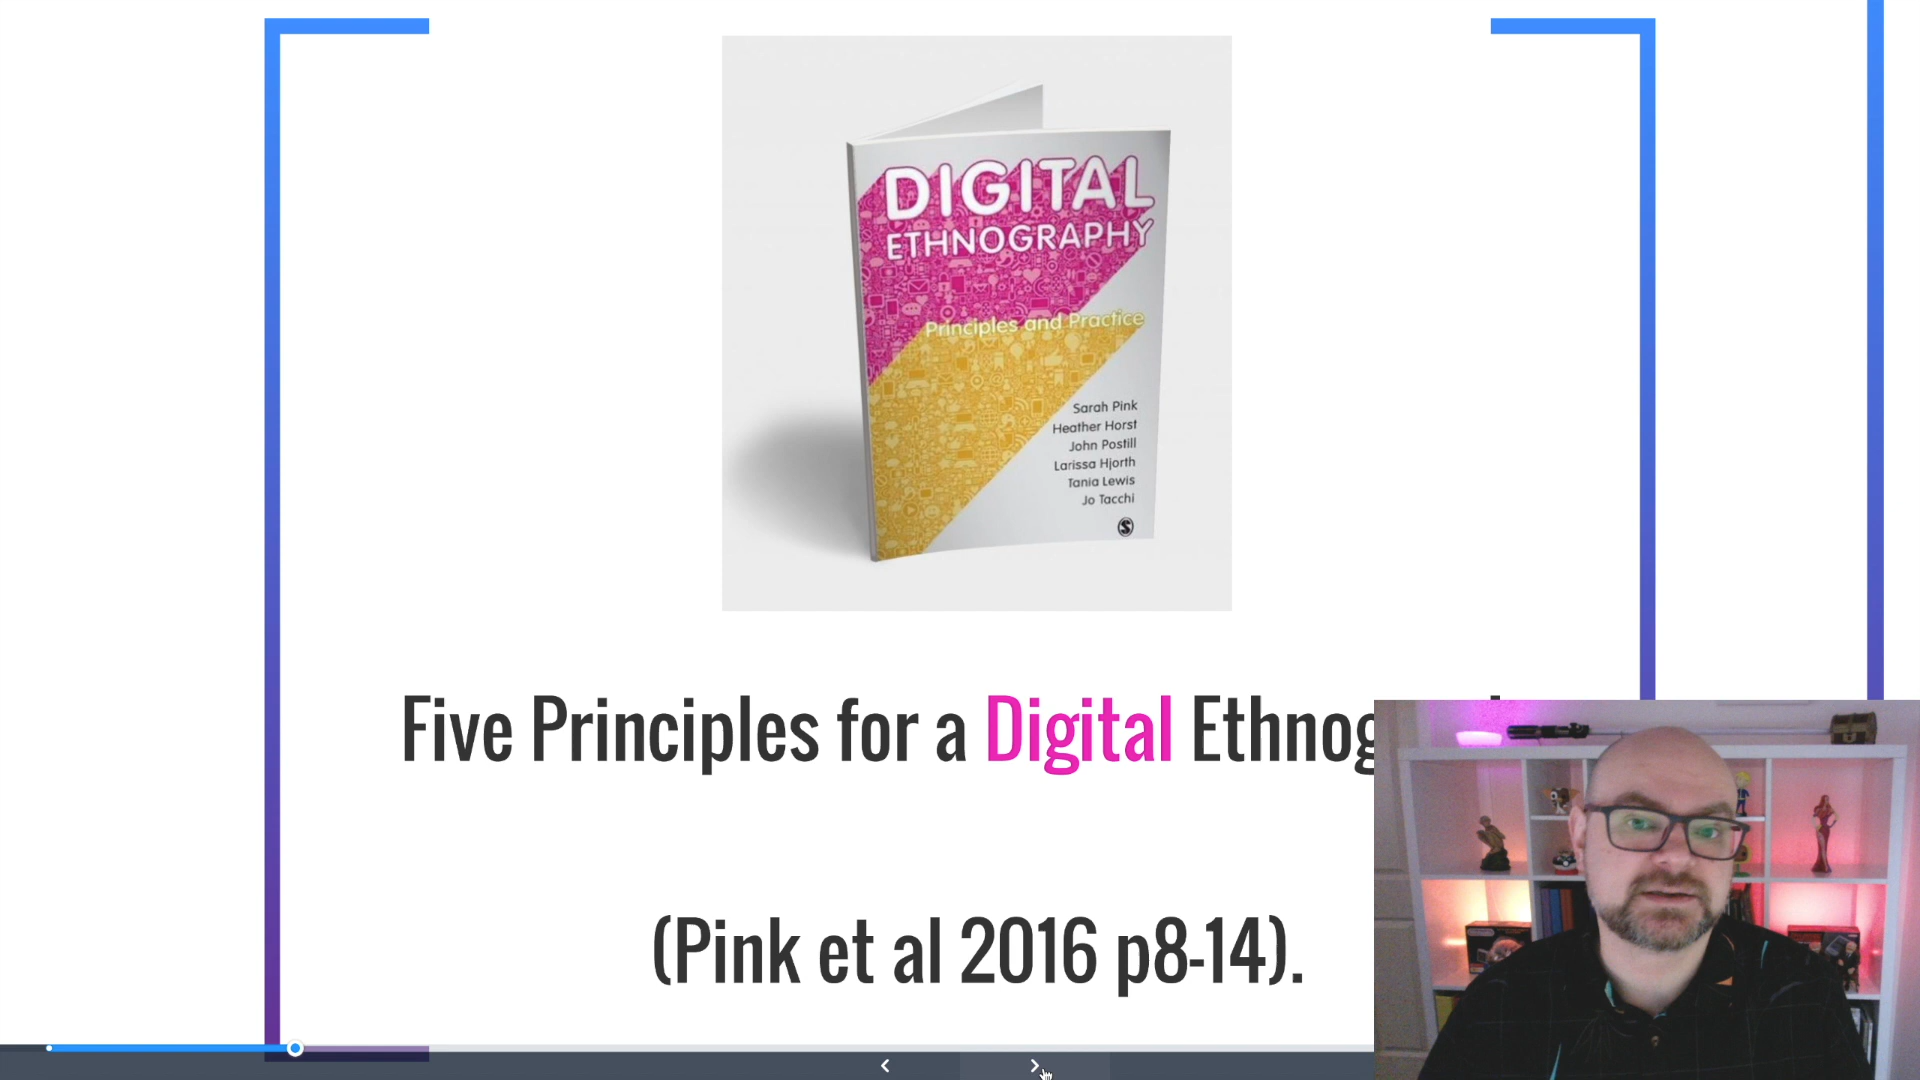 DIGITAL
ETHNOGRAPHY
Principles and Practice
Sarah Pink
Heather Horst
John Postill
Larissa Hjorth
Tania Lewis
Jo Tacchi
Five Principles for a Digital Ethnog
(Pink et al 2016 p8-14).